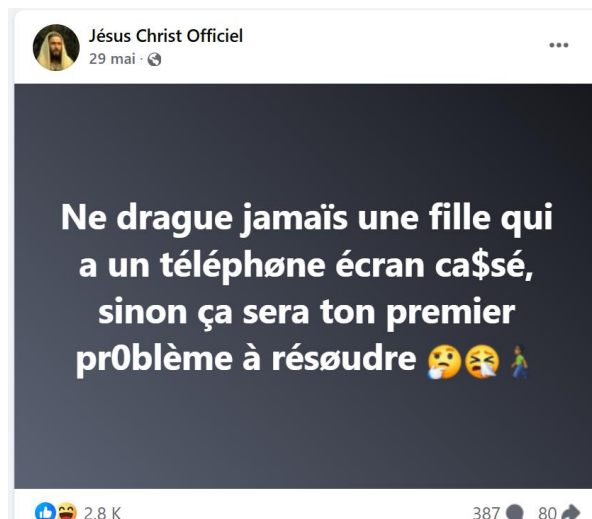 Jésus Christ Officiel
29 mai ·
Ne drague jamaïs une fille qui
a un téléphøne écran ca$sé,
sinon ça sera ton premier
pr0blème à résøudre 🤧😤🚶
2,8 K 387 80